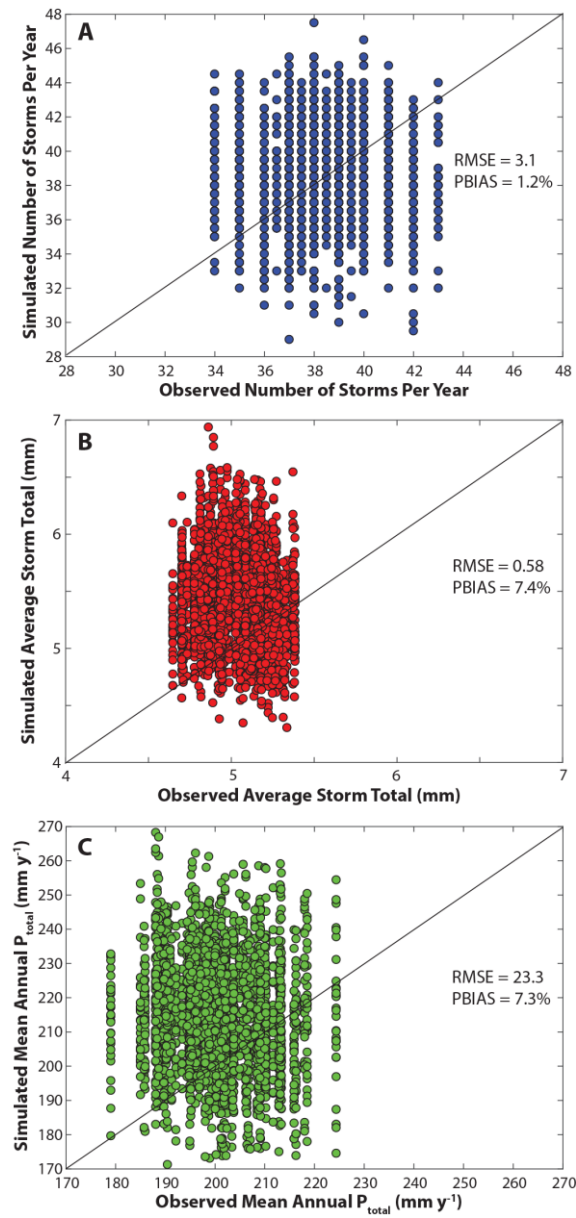 A
48
46
44
42
40
38
36
34
32
30
28
Simulated Number of Storms Per Year
RMSE = 3.1
PBIAS = 1.2%
28 30 32 34 36 38 40 42 44 46 48
Observed Number of Storms Per Year
B
7
6
5
4
Simulated Average Storm Total (mm)
RMSE = 0.58
PBIAS = 7.4%
4 5 6 7
Observed Average Storm Total (mm)
C
270
260
250
240
230
220
210
200
190
180
170
Simulated Mean Annual P_total (mm y⁻¹)
RMSE = 23.3
PBIAS = 7.3%
170 180 190 200 210 220 230 240 250 260 270
Observed Mean Annual P_total (mm y⁻¹)